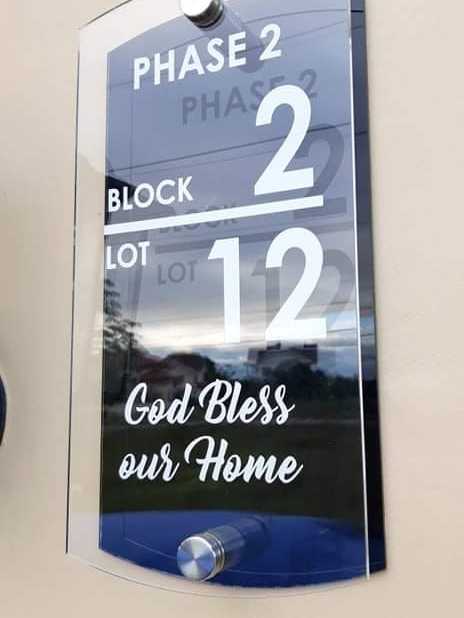 PHASE 2
BLOCK 2
LOT 12
God Bless
our Home